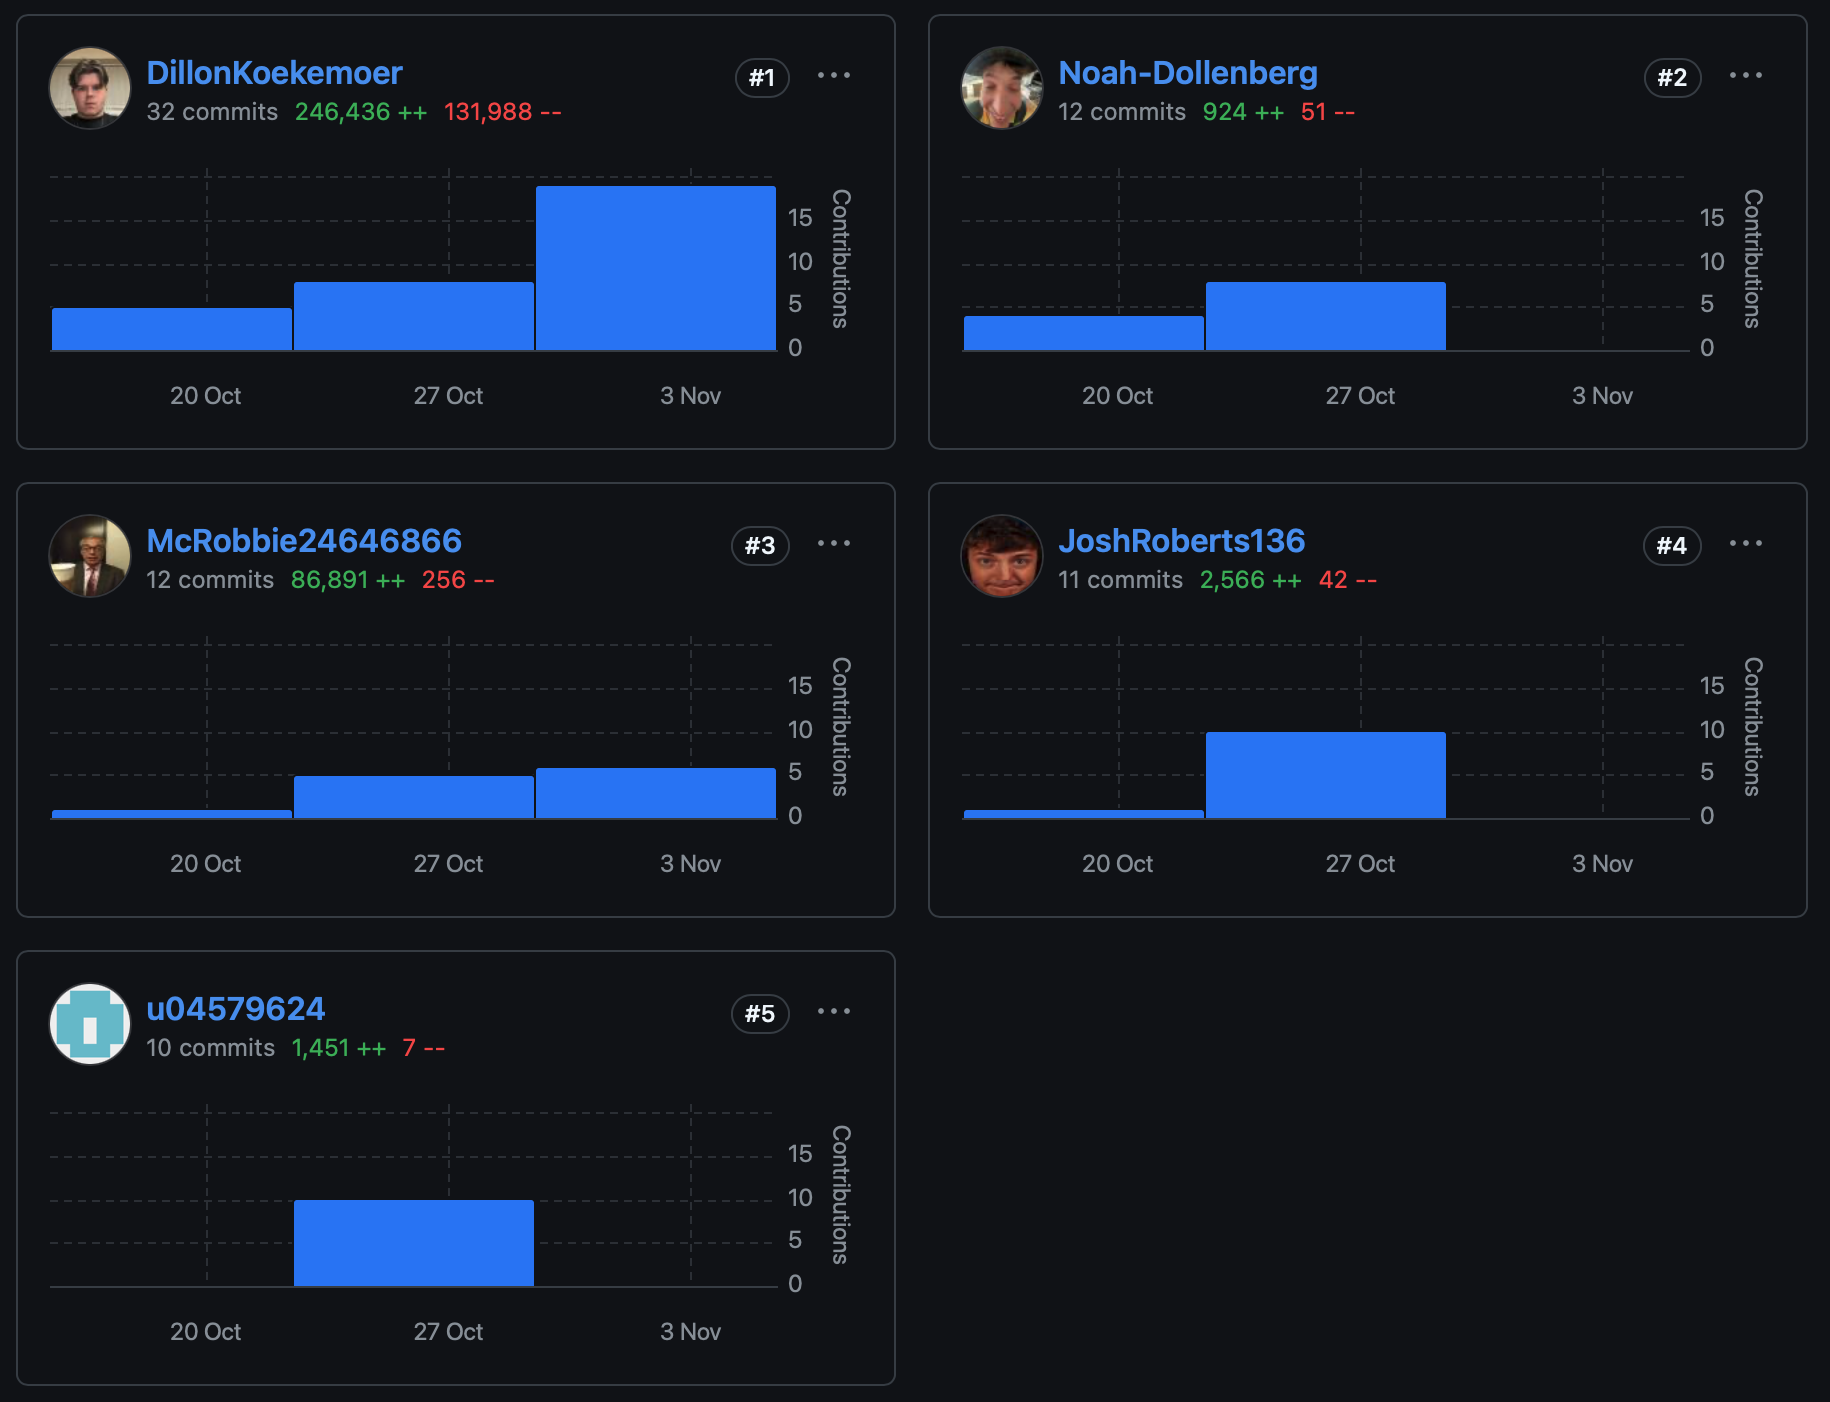 DillonKoekemoer #1 ...
32 commits 246,436 ++ 131,988 --
15
10
5
0
Contributions
20 Oct 27 Oct 3 Nov
Noah-Dollenberg #2 ...
12 commits 924 ++ 51 --
15
10
5
0
Contributions
20 Oct 27 Oct 3 Nov
McRobbie24646866 #3 ...
12 commits 86,891 ++ 256 --
15
10
5
0
Contributions
20 Oct 27 Oct 3 Nov
JoshRoberts136 #4 ...
11 commits 2,566 ++ 42 --
15
10
5
0
Contributions
20 Oct 27 Oct 3 Nov
u04579624 #5 ...
10 commits 1,451 ++ 7 --
15
10
5
0
Contributions
20 Oct 27 Oct 3 Nov